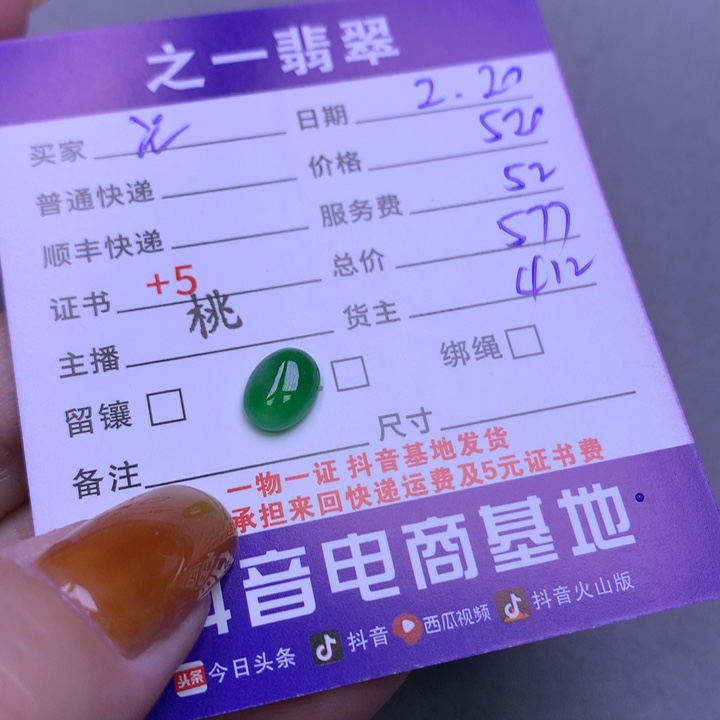 之一翡翠
买家 日期 2.20
普通快递 价格 520
顺丰快递 服务费 52
证书 +5 总价 577
主播 桃 货主 412
留镶 绑绳
备注 尺寸
一物一证 抖音基地发货
承担来回快递运费及5元证书费
抖音电商基地
头条 今日头条 抖音 西瓜视频 抖音火山版